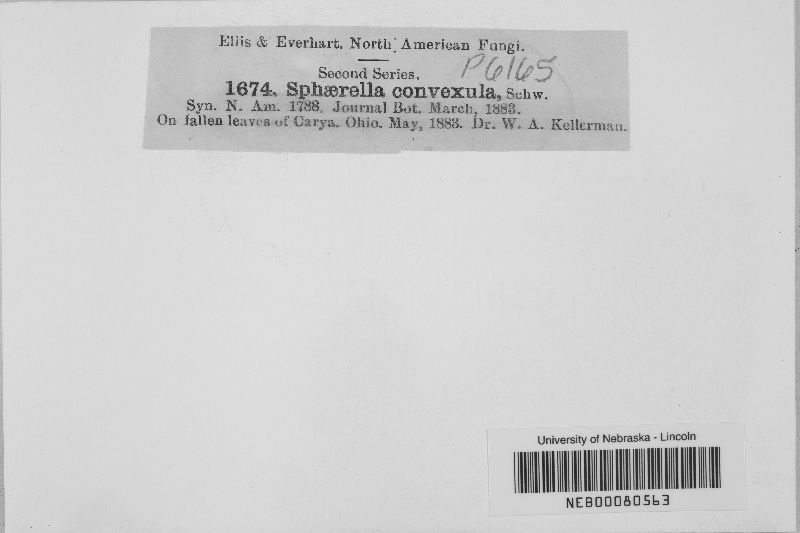 Ellis & Everhart, North American Fungi.
Second Series. P6165
1674. Sphærella convexula, Schw.
Syn. N. Am. 1788. Journal Bot. March, 1883.
On fallen leaves of Carya. Ohio. May, 1883. Dr. W. A. Kellerman.
University of Nebraska - Lincoln
NEB00080563